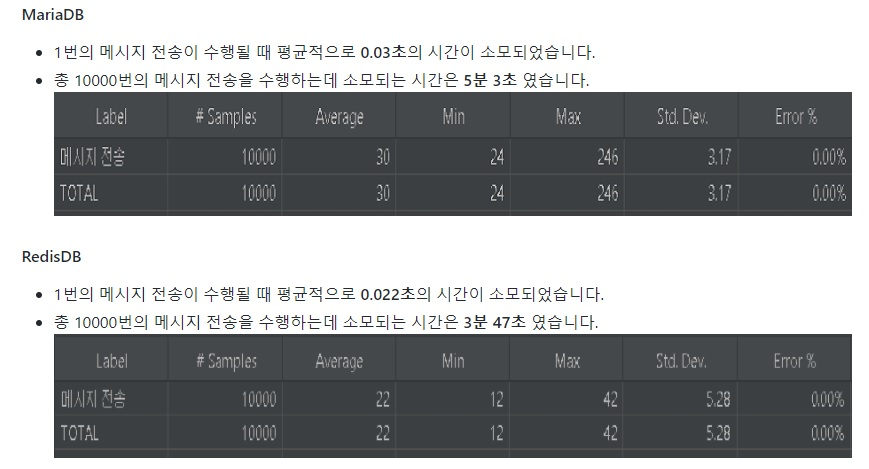 MariaDB
1번의 메시지 전송이 수행될 때 평균적으로 0.03초의 시간이 소모되었습니다.
총 10000번의 메시지 전송을 수행하는데 소모되는 시간은 5분 3초 였습니다.
Label # Samples Average Min Max Std. Dev. Error %
메시지 전송 10000 30 24 246 3.17 0.00%
TOTAL 10000 30 24 246 3.17 0.00%
RedisDB
1번의 메시지 전송이 수행될 때 평균적으로 0.022초의 시간이 소모되었습니다.
총 10000번의 메시지 전송을 수행하는데 소모되는 시간은 3분 47초 였습니다.
Label # Samples Average Min Max Std. Dev. Error %
메시지 전송 10000 22 12 42 5.28 0.00%
TOTAL 10000 22 12 42 5.28 0.00%